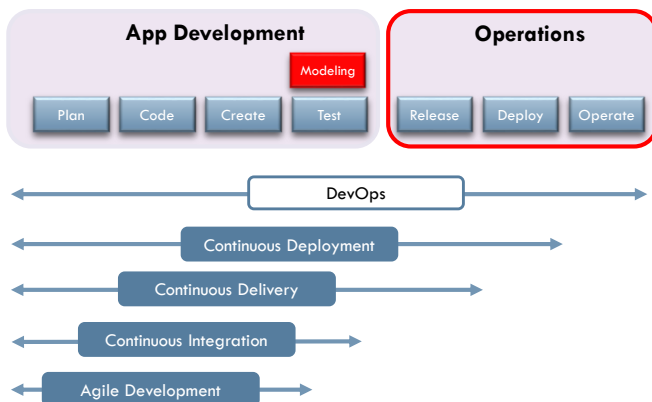 App Development
Operations
Modeling
Plan
Code
Create
Test
Release
Deploy
Operate
DevOps
Continuous Deployment
Continuous Delivery
Continuous Integration
Agile Development